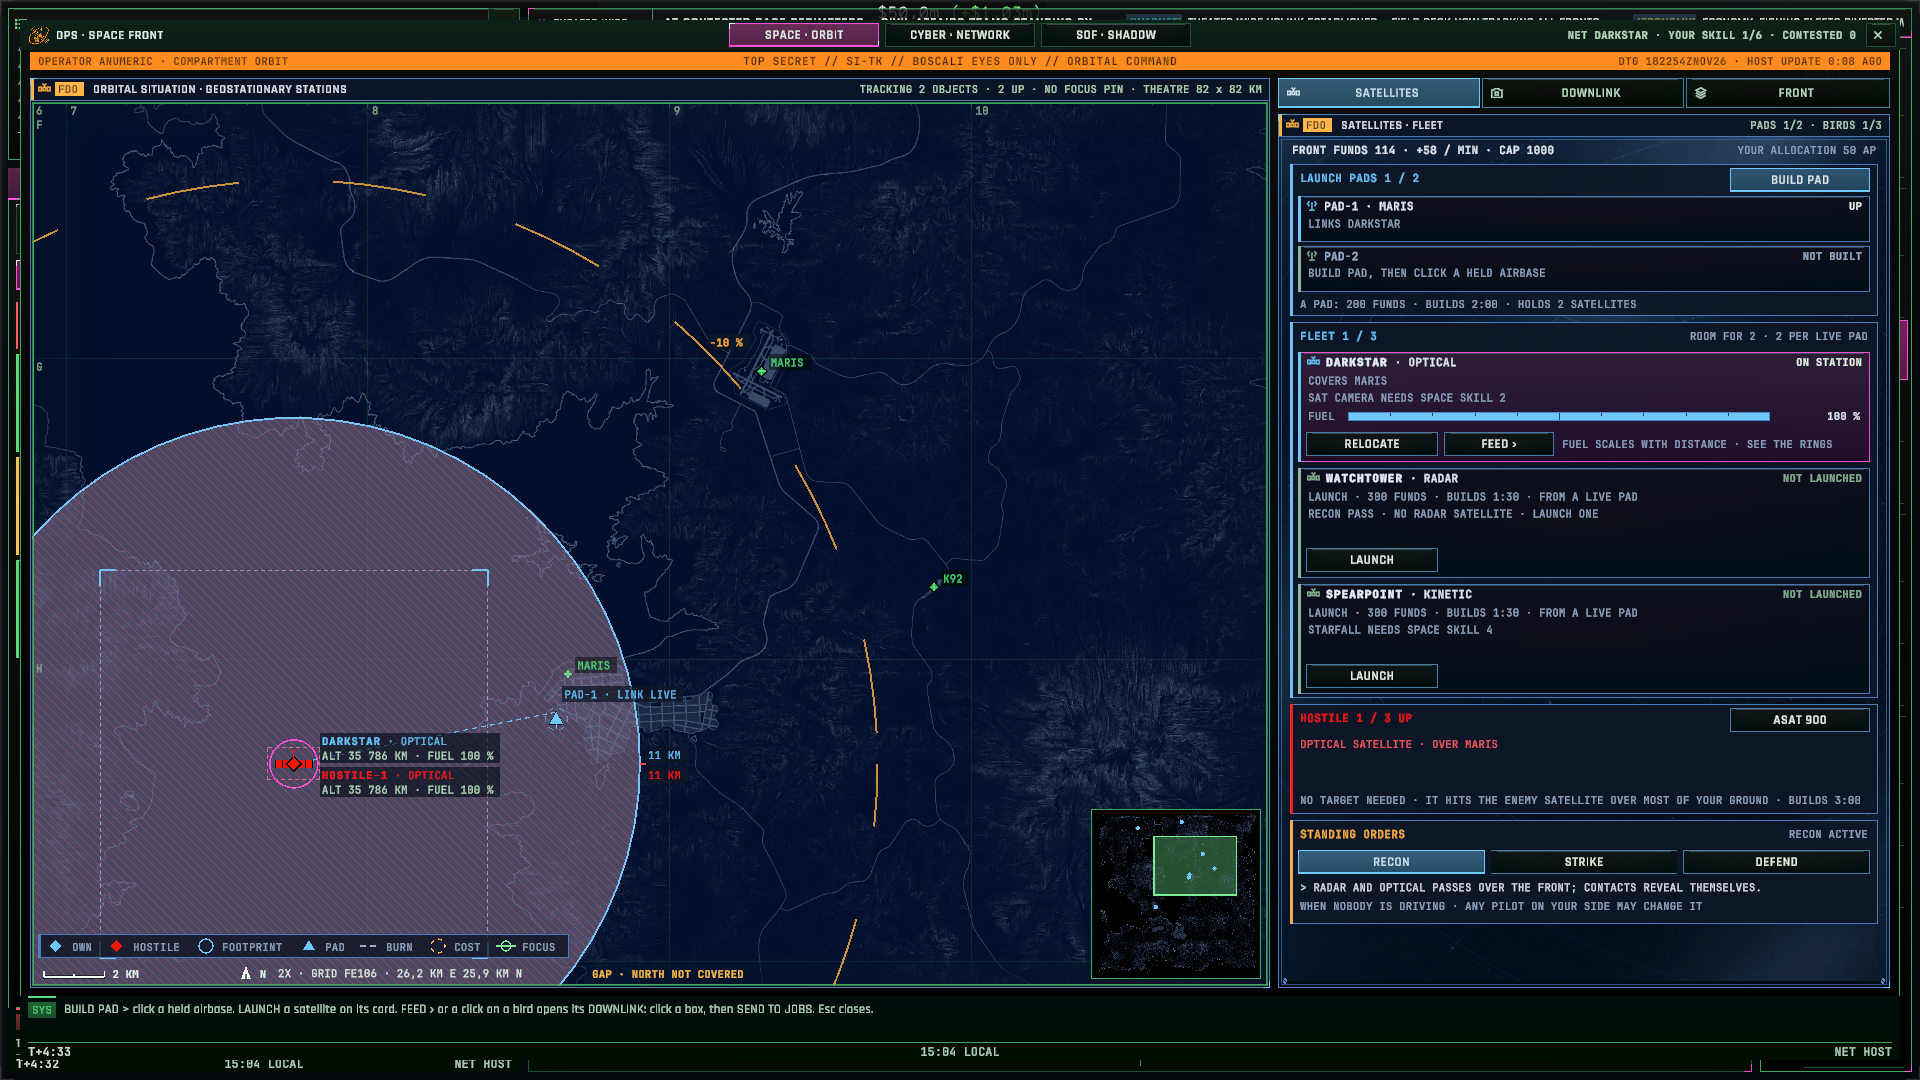 OPS · SPACE FRONT
SPACE · ORBIT
CYBER · NETWORK
SOF · SHADOW
NET DARKSTAR · YOUR SKILL 1/6 · CONTESTED 0
OPERATOR ANUMERIC · COMPARTMENT ORBIT
TOP SECRET // SI-TK // BOSCALI EYES ONLY // ORBITAL COMMAND
DTG 182254ZNOV26 · HOST UPDATE 0:08 AGO
FDO ORBITAL SITUATION · GEOSTATIONARY STATIONS
TRACKING 2 OBJECTS · 2 UP · NO FOCUS PIN · THEATRE 82 x 82 KM
6 7 8 9 10
F
-10 %
MARIS
G
K92
H
MARIS
PAD-1 · LINK LIVE
DARKSTAR · OPTICAL
ALT 35 786 KM · FUEL 100 %
HOSTILE-1 · OPTICAL
ALT 35 786 KM · FUEL 100 %
11 KM
11 KM
OWN HOSTILE FOOTPRINT PAD BURN COST FOCUS
2 KM
N 2X · GRID FE106 · 26,2 KM E 25,9 KM N
GAP · NORTH NOT COVERED
SATELLITES
DOWNLINK
FRONT
FDO SATELLITES · FLEET
PADS 1/2 · BIRDS 1/3
FRONT FUNDS 114 · +58 / MIN · CAP 1000
YOUR ALLOCATION 50 AP
LAUNCH PADS 1 / 2
BUILD PAD
PAD-1 · MARIS
UP
LINKS DARKSTAR
PAD-2
NOT BUILT
BUILD PAD, THEN CLICK A HELD AIRBASE
A PAD: 200 FUNDS · BUILDS 2:00 · HOLDS 2 SATELLITES
FLEET 1 / 3
ROOM FOR 2 · 2 PER LIVE PAD
DARKSTAR · OPTICAL
ON STATION
COVERS MARIS
SAT CAMERA NEEDS SPACE SKILL 2
FUEL
100 %
RELOCATE
FEED ›
FUEL SCALES WITH DISTANCE · SEE THE RINGS
WATCHTOWER · RADAR
NOT LAUNCHED
LAUNCH · 300 FUNDS · BUILDS 1:30 · FROM A LIVE PAD
RECON PASS · NO RADAR SATELLITE · LAUNCH ONE
LAUNCH
SPEARPOINT · KINETIC
NOT LAUNCHED
LAUNCH · 300 FUNDS · BUILDS 1:30 · FROM A LIVE PAD
STARFALL NEEDS SPACE SKILL 4
LAUNCH
HOSTILE 1 / 3 UP
ASAT 900
OPTICAL SATELLITE · OVER MARIS
NO TARGET NEEDED · IT HITS THE ENEMY SATELLITE OVER MOST OF YOUR GROUND · BUILDS 3:00
STANDING ORDERS
RECON ACTIVE
RECON
STRIKE
DEFEND
> RADAR AND OPTICAL PASSES OVER THE FRONT; CONTACTS REVEAL THEMSELVES.
WHEN NOBODY IS DRIVING · ANY PILOT ON YOUR SIDE MAY CHANGE IT
SYS BUILD PAD > click a held airbase. LAUNCH a satellite on its card. FEED › or a click on a bird opens its DOWNLINK: click a box, then SEND TO JOBS. Esc closes.
T+4:33
15:04 LOCAL
NET HOST
T+4:32
15:04 LOCAL
NET HOST